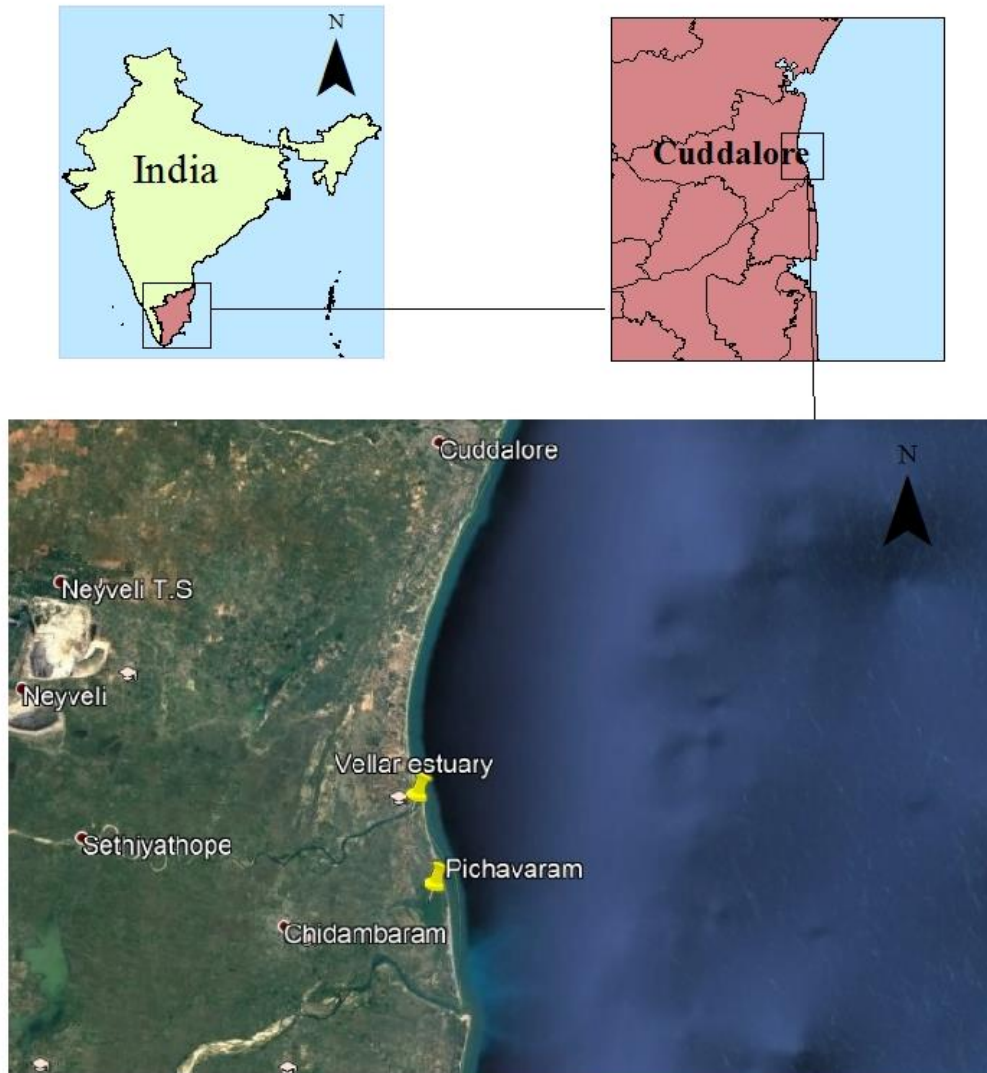 N
India
Cuddalore
N
Cuddalore
Neyveli T.S
Neyveli
Vellar estuary
Sethiyathope
Pichavaram
Chidambaram